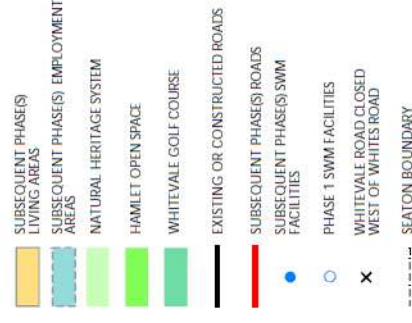 SUBSEQUENT PHASE(S)
LIVING AREAS
SUBSEQUENT PHASE(S) EMPLOYMENT
AREAS
NATURAL HERITAGE SYSTEM
HAMLET OPEN SPACE
WHITEVALE GOLF COURSE
EXISTING OR CONSTRUCTED ROADS
SUBSEQUENT PHASE(S) ROADS
SUBSEQUENT PHASE(S) SWM
FACILITIES
PHASE 1 SWM FACILITIES
WHITEVALE ROAD CLOSED
WEST OF WHITES ROAD
SEATON BOUNDARY